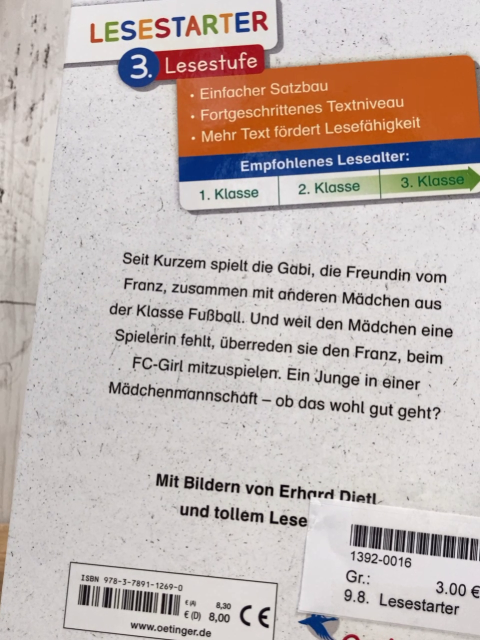 LESESTARTER
3. Lesestufe
• Einfacher Satzbau
• Fortgeschrittenes Textniveau
• Mehr Text fördert Lesefähigkeit
Empfohlenes Lesealter:
1. Klasse 2. Klasse 3. Klasse
Seit Kurzem spielt die Gabi, die Freundin vom
Franz, zusammen mit anderen Mädchen aus
der Klasse Fußball. Und weil den Mädchen eine
Spielerin fehlt, überreden sie den Franz, beim
FC-Girl mitzuspielen. Ein Junge in einer
Mädchenmannschaft – ob das wohl gut geht?
Mit Bildern von Erhard Dietl
und tollem Lese
1392-0016
Gr.: 3.00 €
9.8. Lesestarter
ISBN 978-3-7891-1269-0
€ (A) 8,30
€ (D) 8,00
CE
www.oetinger.de